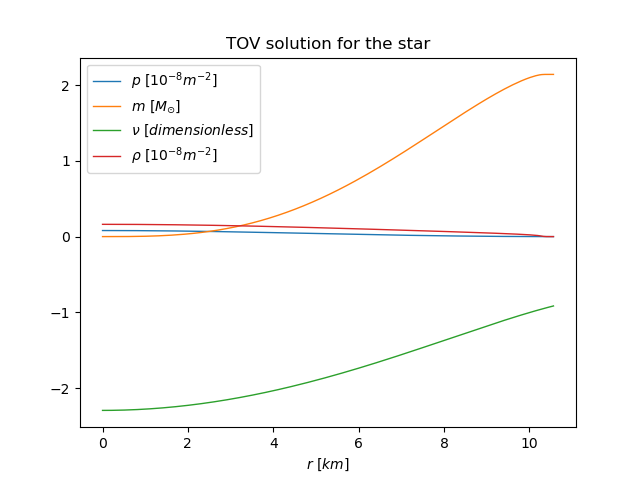 TOV solution for the star
p [10⁻⁸m⁻²]
m [M⊙]
ν [dimensionless]
ρ [10⁻⁸m⁻²]
2
1
0
−1
−2
0 2 4 6 8 10
r [km]